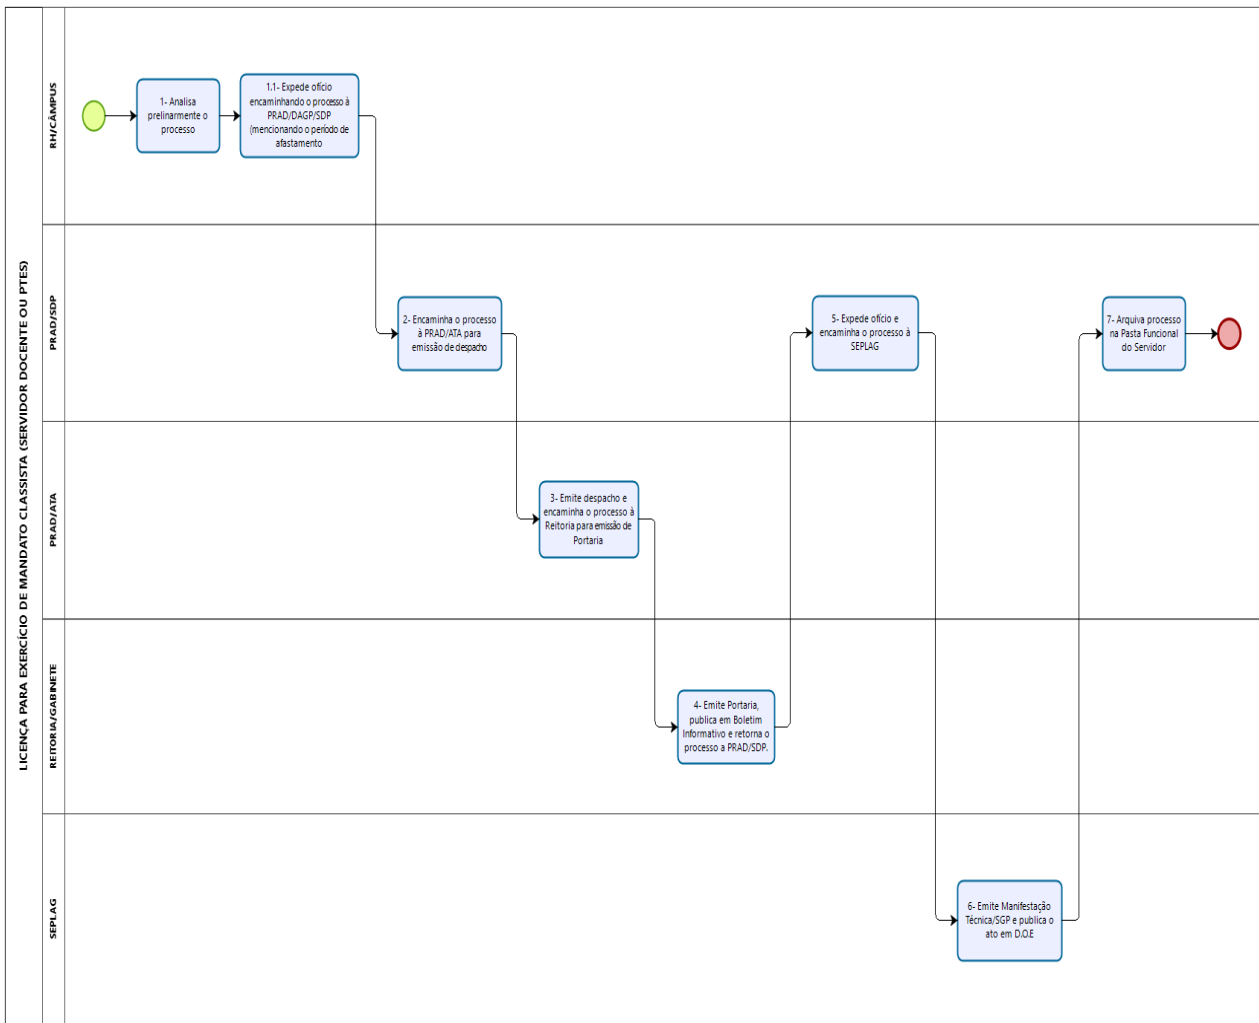 LICENÇA PARA EXERCÍCIO DE MANDATO CLASSISTA (SERVIDOR DOCENTE OU PTES)
RH/CÂMPUS
1- Analisa
prelinarmente o
processo
1.1- Expede ofício
encaminhando o processo à
PRAD/DAGP/SDP
(mencionando o período de
afastamento
PRAD/SDP
2- Encaminha o processo
à PRAD/ATA para
emissão de despacho
5- Expede ofício e
encaminha o processo à
SEPLAG
7- Arquiva processo
na Pasta Funcional
do Servidor
PRAD/ATA
3- Emite despacho e
encaminha o processo à
Reitoria para emissão de
Portaria
REITORIA/GABINETE
4- Emite Portaria,
publica em Boletim
Informativo e retorna o
processo a PRAD/SDP.
SEPLAG
6- Emite Manifestação
Técnica/SGP e publica o
ato em D.O.E